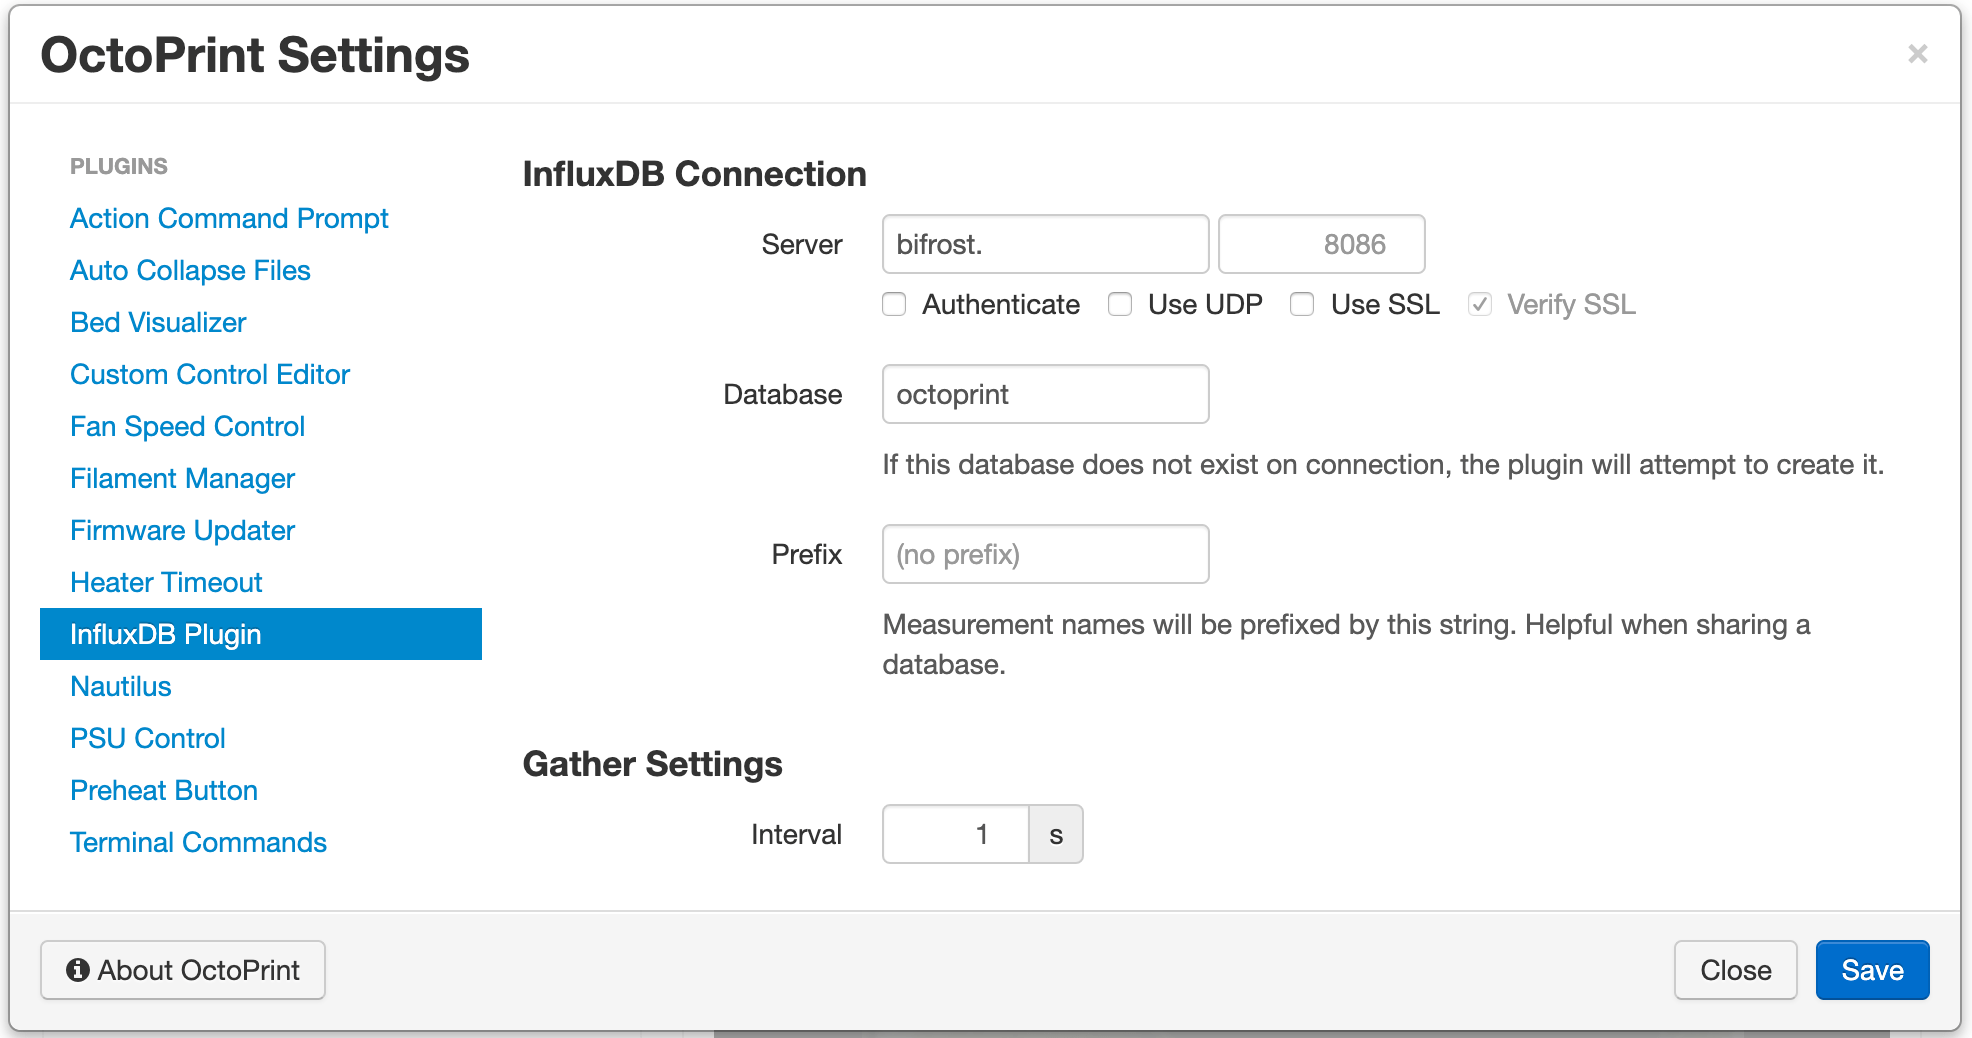 OctoPrint Settings
×
PLUGINS
Action Command Prompt
Auto Collapse Files
Bed Visualizer
Custom Control Editor
Fan Speed Control
Filament Manager
Firmware Updater
Heater Timeout
InfluxDB Plugin
Nautilus
PSU Control
Preheat Button
Terminal Commands
InfluxDB Connection
Server bifrost. 8086
Authenticate Use UDP Use SSL Verify SSL
Database octoprint
If this database does not exist on connection, the plugin will attempt to create it.
Prefix (no prefix)
Measurement names will be prefixed by this string. Helpful when sharing a
database.
Gather Settings
Interval 1 s
About OctoPrint
Close Save